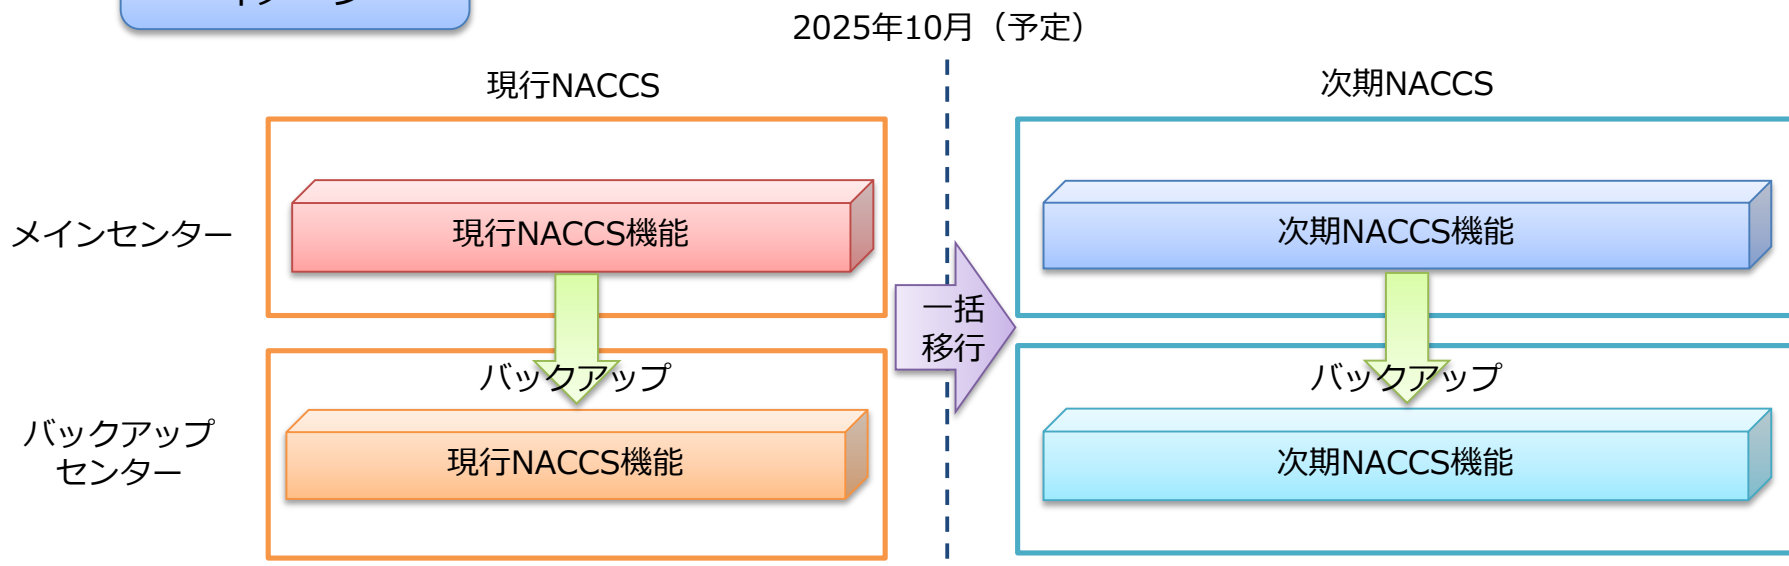 2025年10月（予定）
現行NACCS
次期NACCS
メインセンター
現行NACCS機能
次期NACCS機能
一括
移行
バックアップ
バックアップ
バックアップ
センター
現行NACCS機能
次期NACCS機能